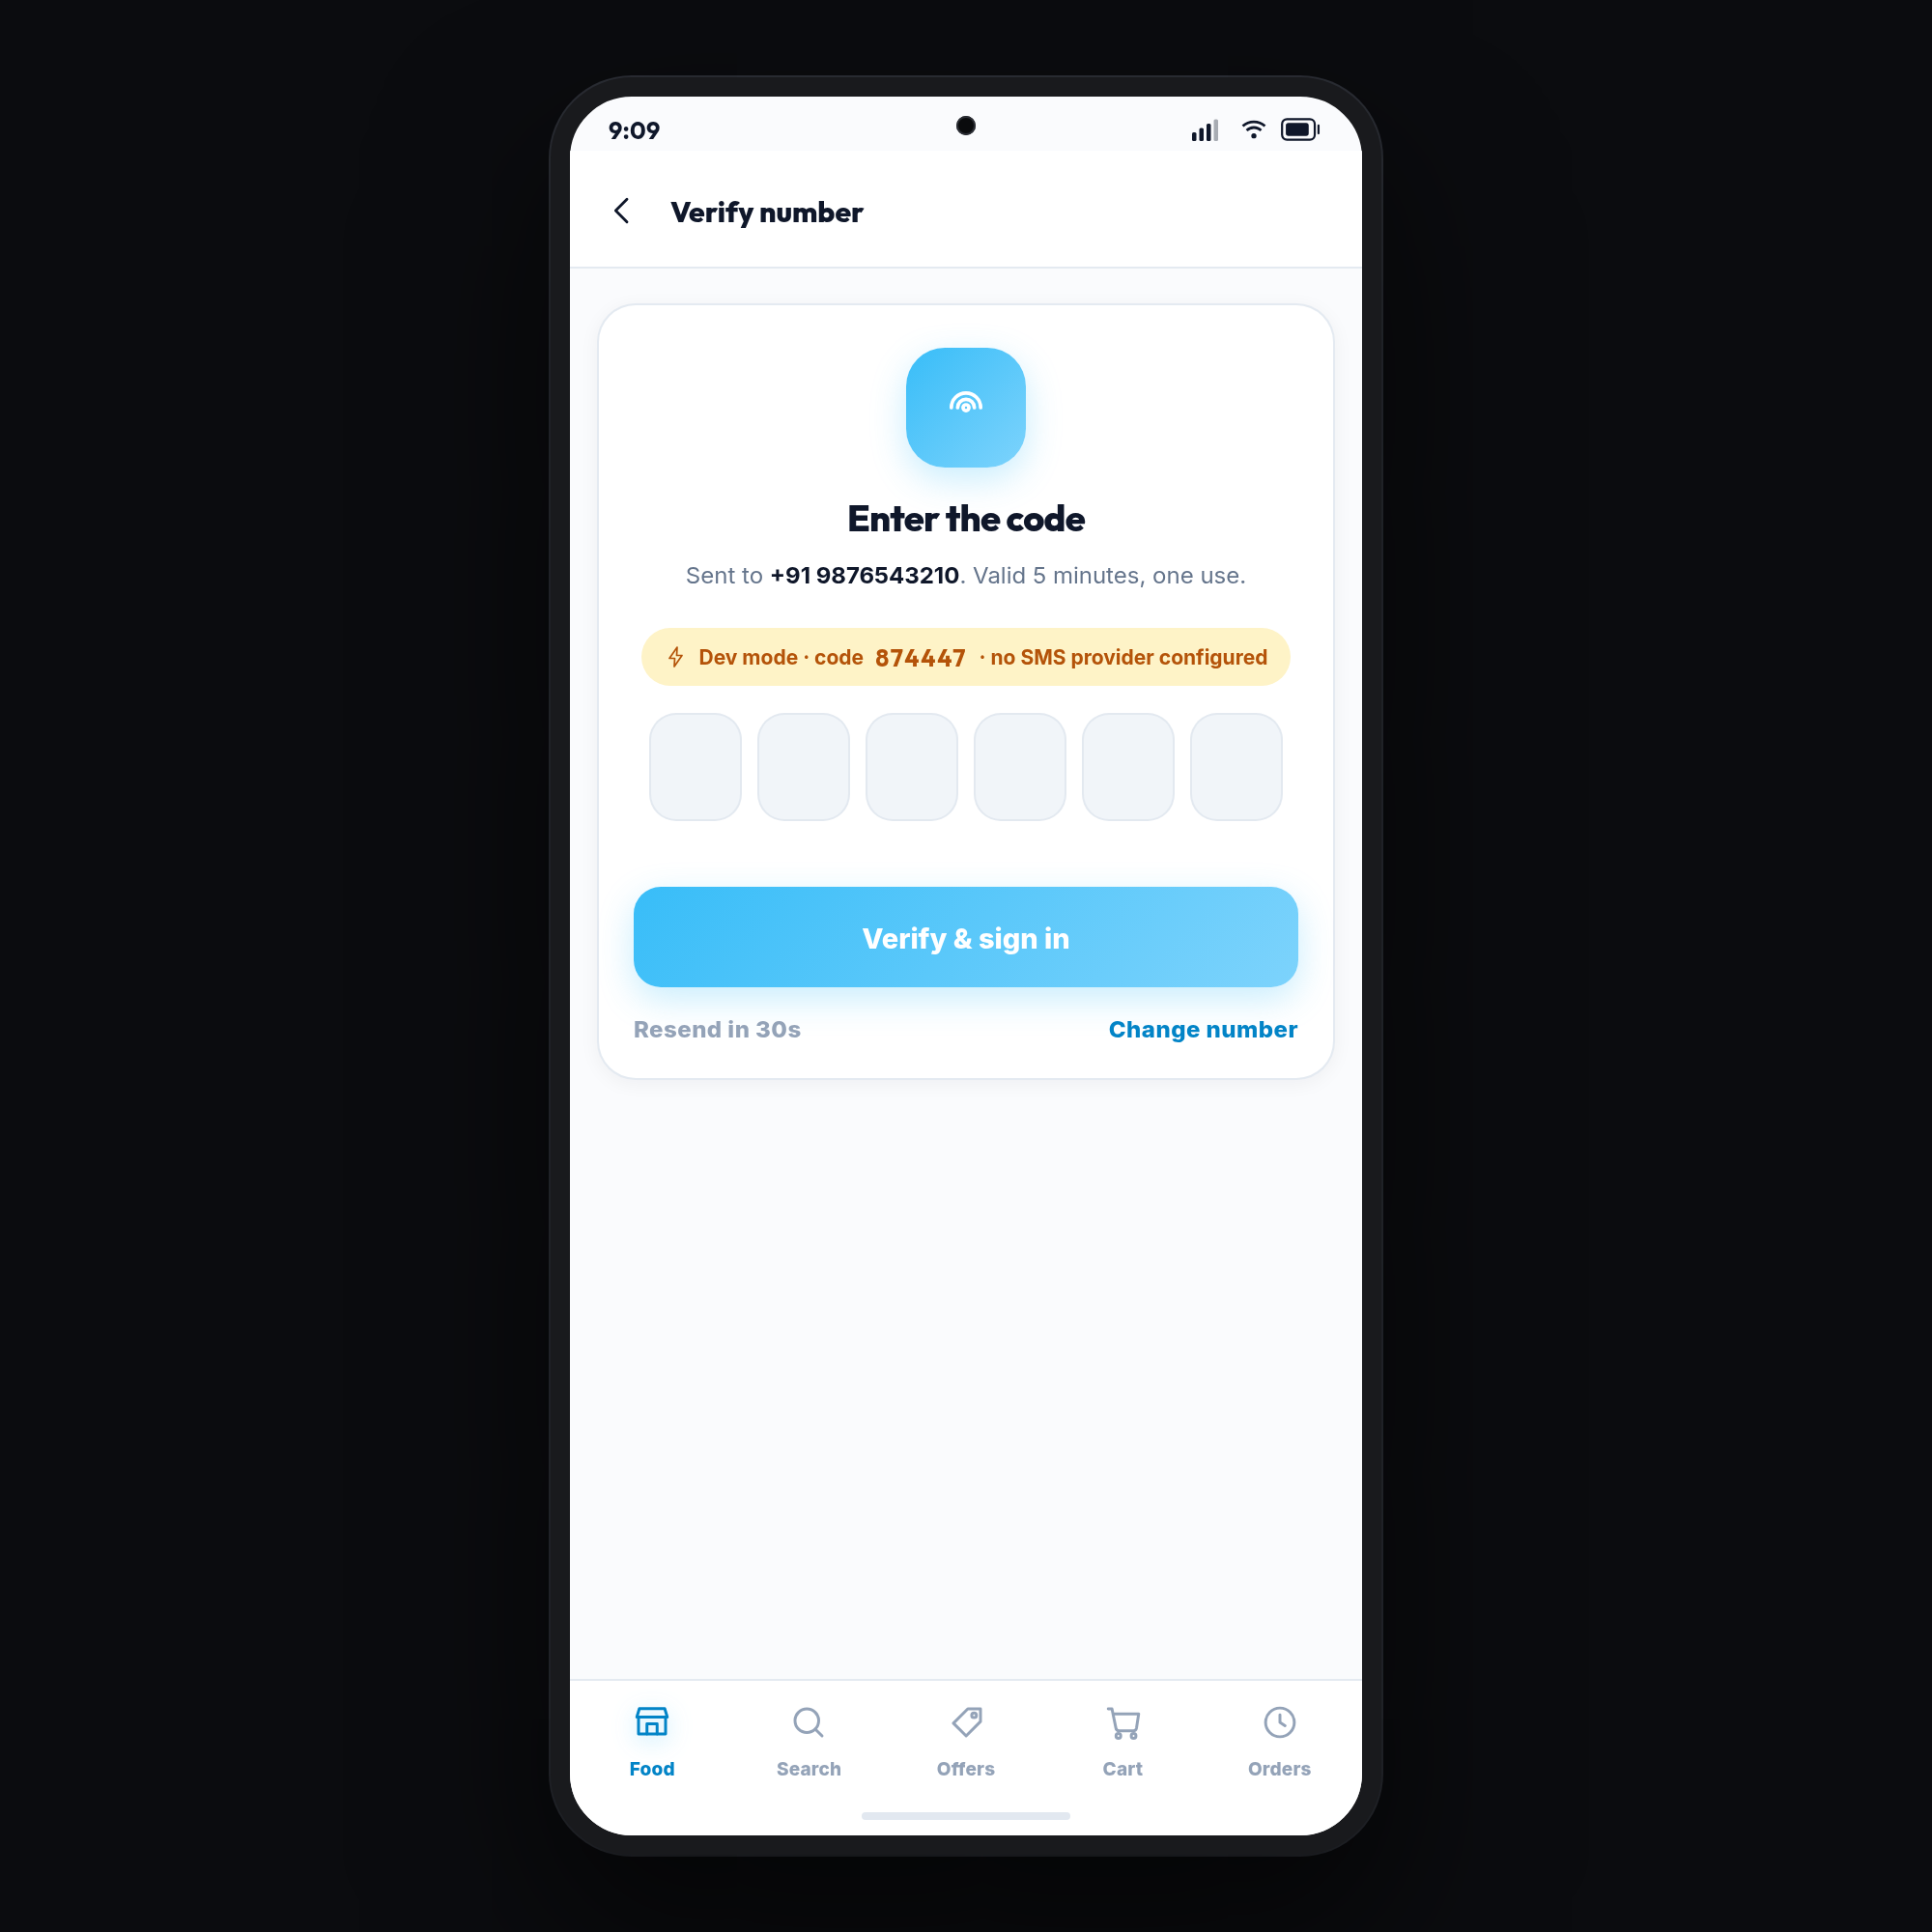 9:09
Verify number
Enter the code
Sent to +91 9876543210. Valid 5 minutes, one use.
Dev mode · code 874447 · no SMS provider configured
Verify & sign in
Resend in 30s Change number
Food Search Offers Cart Orders